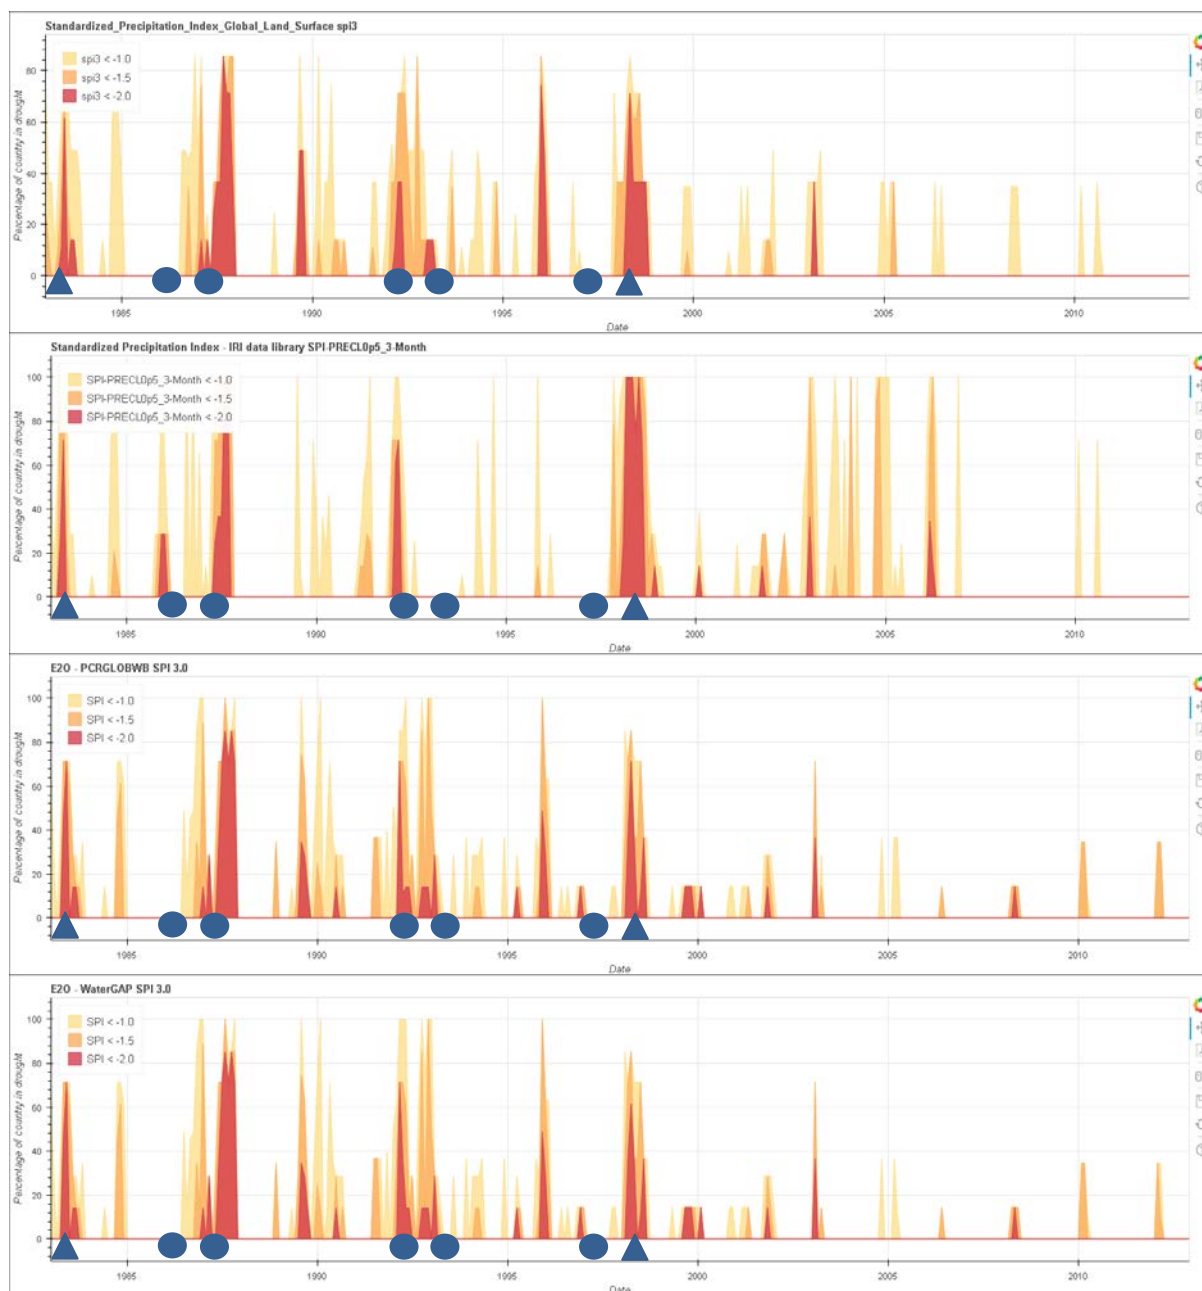 Standardized_Precipitation_Index_Global_Land_Surface spi3
Percentage of country in drought
80
60
40
20
0
spi3 < -1.0
spi3 < -1.5
spi3 < -2.0
1985 1990 1995 2000 2005 2010
Date
Standardized Precipitation Index - IRI data library SPI-PRECL0p5_3-Month
Percentage of country in drought
100
80
60
40
20
0
SPI-PRECL0p5_3-Month < -1.0
SPI-PRECL0p5_3-Month < -1.5
SPI-PRECL0p5_3-Month < -2.0
1985 1990 1995 2000 2005 2010
Date
E2O - PCRGLOBWB SPI 3.0
Percentage of country in drought
100
80
60
40
20
0
SPI < -1.0
SPI < -1.5
SPI < -2.0
1985 1990 1995 2000 2005 2010
Date
E2O - WaterGAP SPI 3.0
Percentage of country in drought
100
80
60
40
20
0
SPI < -1.0
SPI < -1.5
SPI < -2.0
1985 1990 1995 2000 2005 2010
Date